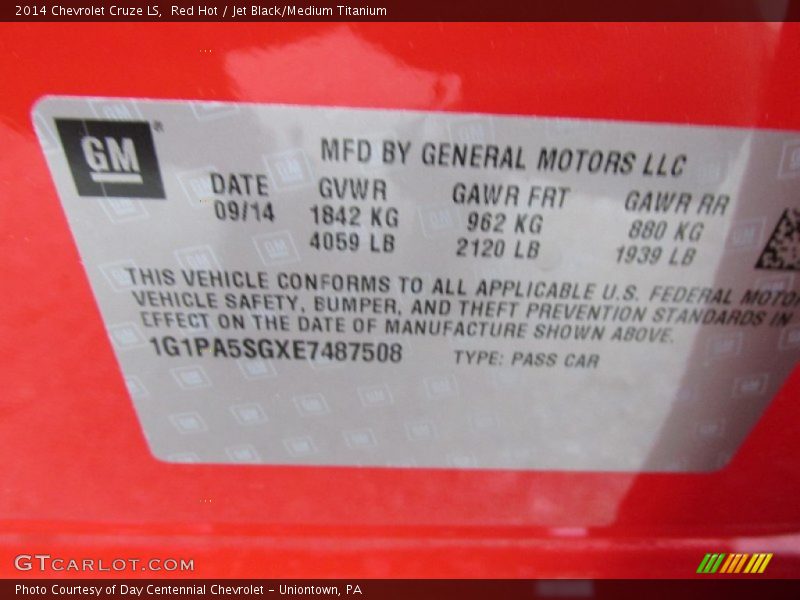 2014 Chevrolet Cruze LS,  Red Hot / Jet Black/Medium Titanium
GM ®
MFD BY GENERAL MOTORS LLC
DATE GVWR GAWR FRT GAWR RR
09/14 1842 KG 962 KG 880 KG
4059 LB 2120 LB 1939 LB
THIS VEHICLE CONFORMS TO ALL APPLICABLE U.S. FEDERAL MOTOR
VEHICLE SAFETY, BUMPER, AND THEFT PREVENTION STANDARDS IN
EFFECT ON THE DATE OF MANUFACTURE SHOWN ABOVE.
1G1PA5SGXE7487508 TYPE: PASS CAR
GTCARLOT.COM
Photo Courtesy of Day Centennial Chevrolet - Uniontown, PA